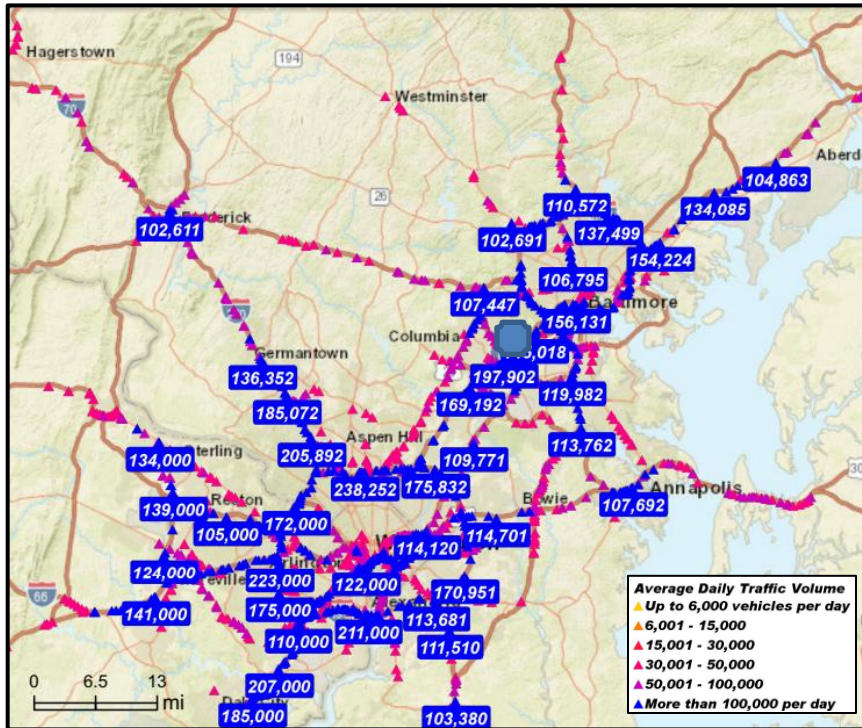 Hagerstown
194
70
Westminster
26
Aberd
104,863
110,572
134,085
102,611
102,691
137,499
154,224
106,795
107,447
156,131
Columbia
Germantown
197,902
136,352
169,192
119,982
185,072
Aspen Hill
113,762
205,892
109,771
134,000
238,252
175,832
Annapolis
139,000
Bowie
107,692
105,000
172,000
114,701
114,120
124,000
223,000
122,000
170,951
66
141,000
175,000
113,681
211,000
110,000
111,510
207,000
185,000
103,380
0 6.5 13
mi
Average Daily Traffic Volume
Up to 6,000 vehicles per day
6,001 - 15,000
15,001 - 30,000
30,001 - 50,000
50,001 - 100,000
More than 100,000 per day